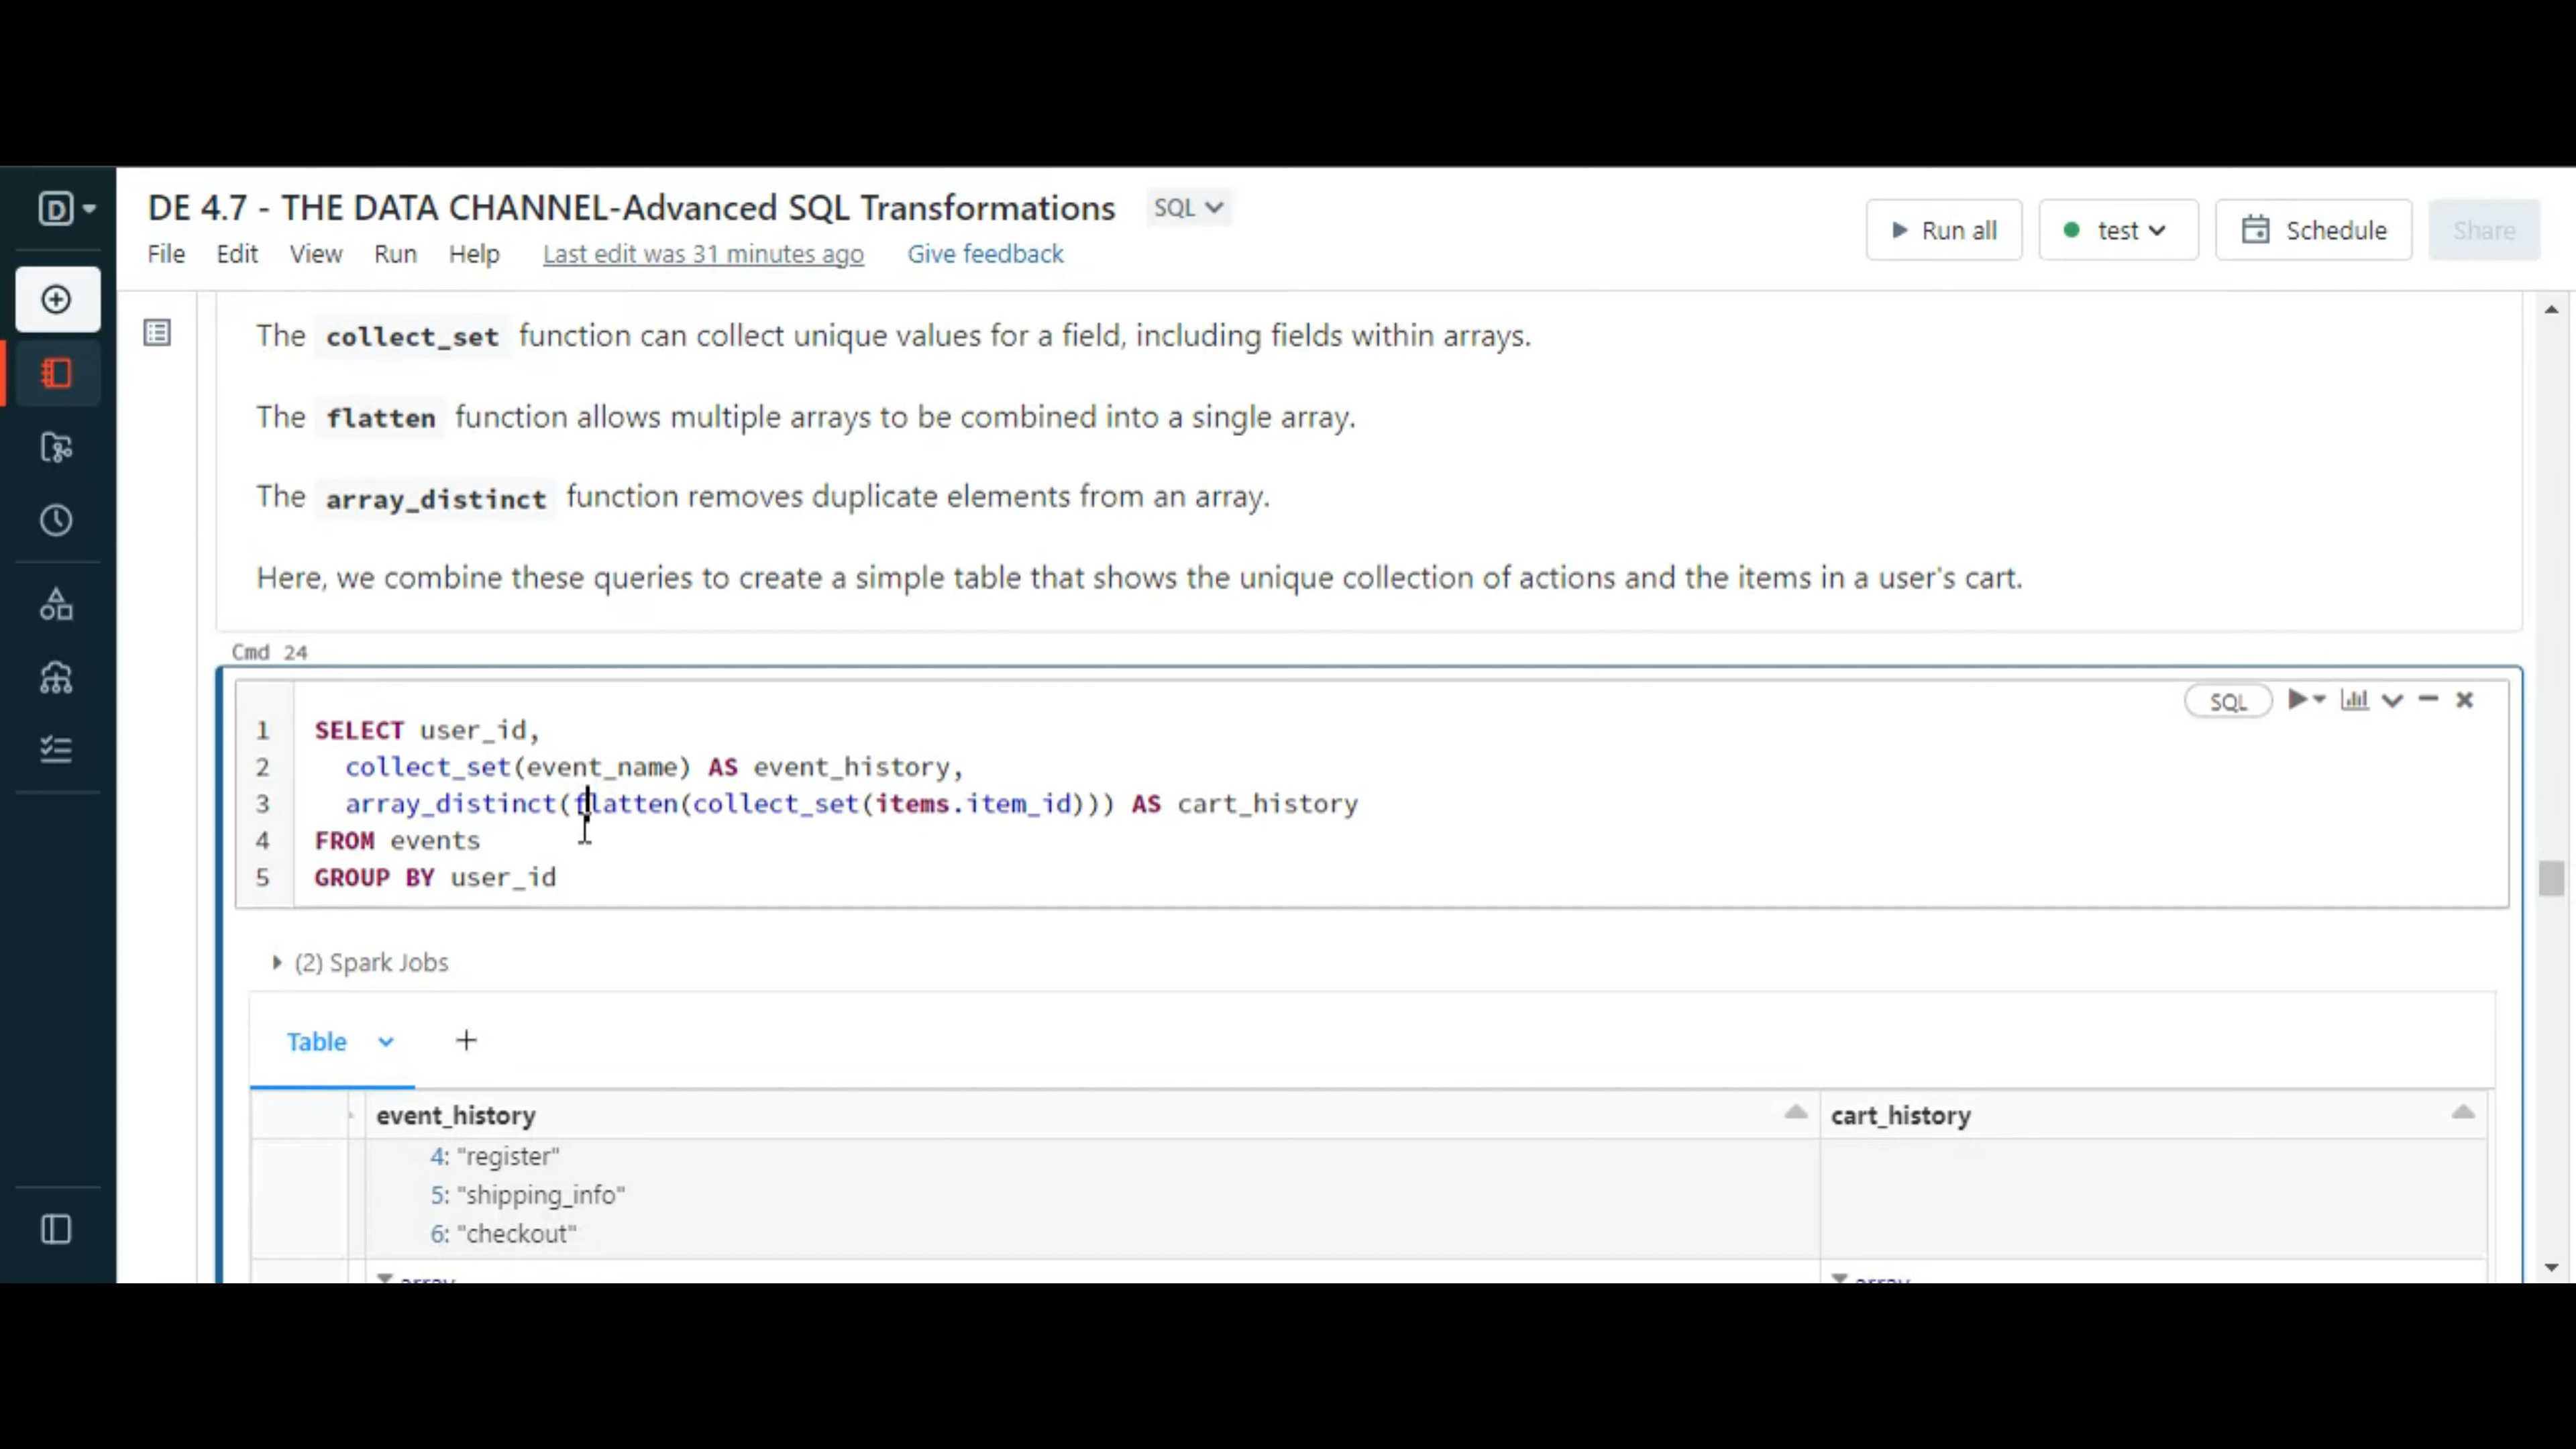 DE 4.7 - THE DATA CHANNEL-Advanced SQL Transformations SQL
File Edit View Run Help Last edit was 31 minutes ago Give feedback
Run all test Schedule Share
The collect_set function can collect unique values for a field, including fields within arrays.
The flatten function allows multiple arrays to be combined into a single array.
The array_distinct function removes duplicate elements from an array.
Here, we combine these queries to create a simple table that shows the unique collection of actions and the items in a user's cart.
Cmd 24
SQL
1 SELECT user_id,
2 collect_set(event_name) AS event_history,
3 array_distinct(flatten(collect_set(items.item_id))) AS cart_history
4 FROM events
5 GROUP BY user_id
(2) Spark Jobs
Table +
event_history cart_history
4: "register"
5: "shipping_info"
6: "checkout"
array array